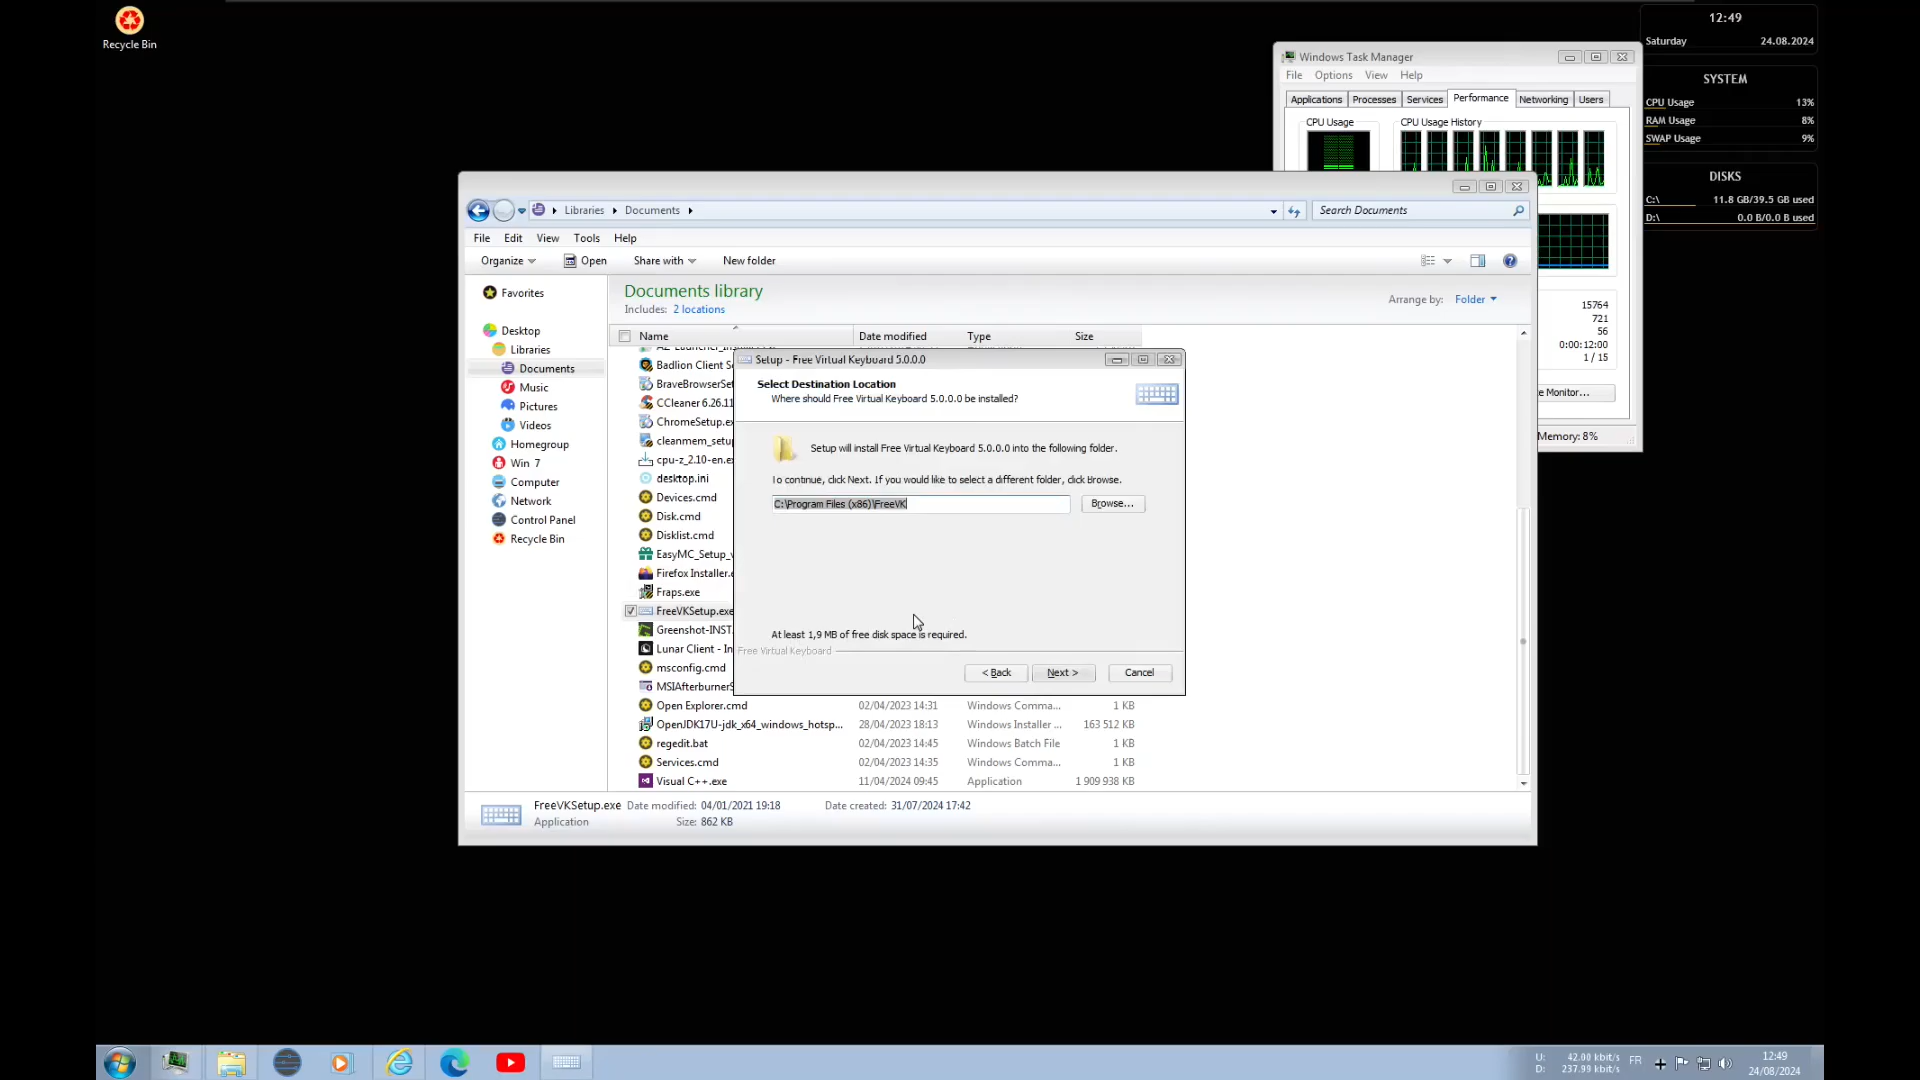 Recycle Bin
12:49
Saturday 24.08.2024
SYSTEM
CPU Usage 13%
RAM Usage 8%
SWAP Usage 9%
DISKS
C:\ 11.8 GB/39.5 GB used
D:\ 0.0 B/0.0 B used
Windows Task Manager
File Options View Help
Applications Processes Services Performance Networking Users
CPU Usage CPU Usage History
15764
721
56
0:00:12:00
1 / 15
e Monitor...
Memory: 8%
Libraries Documents
Search Documents
File Edit View Tools Help
Organize Open Share with New folder
Documents library
Includes: 2 locations
Arrange by: Folder
Favorites
Desktop
Libraries
Documents
Music
Pictures
Videos
Homegroup
Win 7
Computer
Network
Control Panel
Recycle Bin
Name Date modified Type Size
Badlion Client S
BraveBrowserSet
CCleaner 6.26.11
ChromeSetup.ex
cleanmem_setu
cpu-z_2.10-en.e
desktop.ini
Devices.cmd
Disk.cmd
Disklist.cmd
EasyMC_Setup_v
Firefox Installer.e
Fraps.exe
FreeVKSetup.exe
Greenshot-INST
Lunar Client - In
msconfig.cmd
MSIAfterburnerS
Open Explorer.cmd 02/04/2023 14:31 Windows Comma... 1 KB
OpenJDK17U-jdk_x64_windows_hotsp... 28/04/2023 18:13 Windows Installer ... 163 512 KB
regedit.bat 02/04/2023 14:45 Windows Batch File 1 KB
Services.cmd 02/04/2023 14:35 Windows Comma... 1 KB
Visual C++.exe 11/04/2024 09:45 Application 1 909 938 KB
Setup - Free Virtual Keyboard 5.0.0.0
Select Destination Location
Where should Free Virtual Keyboard 5.0.0.0 be installed?
Setup will install Free Virtual Keyboard 5.0.0.0 into the following folder.
To continue, click Next. If you would like to select a different folder, click Browse.
C:\Program Files (x86)\FreeVK
Browse...
At least 1,9 MB of free disk space is required.
Free Virtual Keyboard
< Back Next > Cancel
FreeVKSetup.exe Date modified: 04/01/2021 19:18 Date created: 31/07/2024 17:42
Application Size: 862 KB
U: 42.00 kbit/s
D: 237.99 kbit/s
FR
12:49
24/08/2024